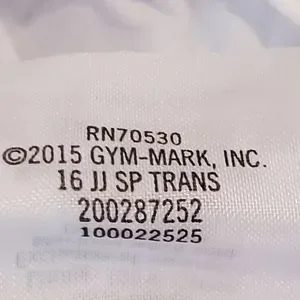 RN70530
©2015 GYM-MARK, INC.
16 JJ SP TRANS
200287252
100022525